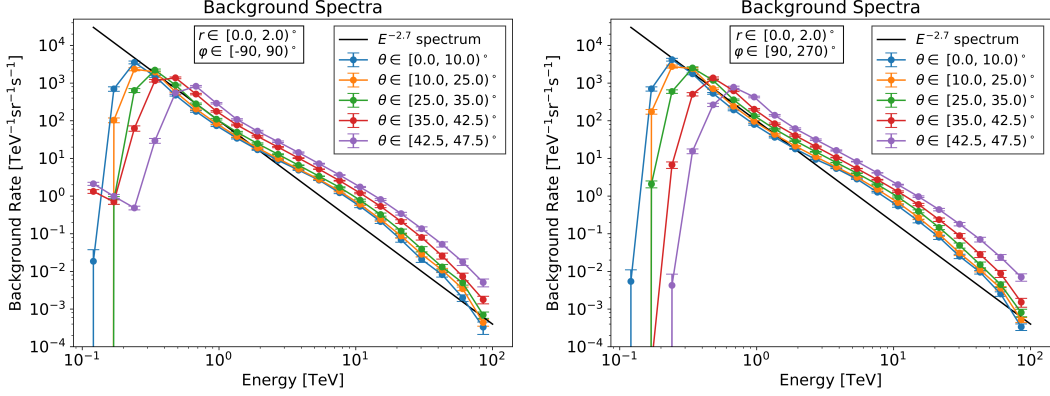 Background Spectra
r ∈ [0.0, 2.0)°
φ ∈ [-90, 90)°
E^{-2.7} spectrum
θ ∈ [0.0, 10.0)°
θ ∈ [10.0, 25.0)°
θ ∈ [25.0, 35.0)°
θ ∈ [35.0, 42.5)°
θ ∈ [42.5, 47.5)°
Background Rate [TeV⁻¹sr⁻¹s⁻¹]
10⁴
10³
10²
10¹
10⁰
10⁻¹
10⁻²
10⁻³
10⁻⁴
10⁻¹
10⁰
10¹
10²
Energy [TeV]
Background Spectra
r ∈ [0.0, 2.0)°
φ ∈ [90, 270)°
E^{-2.7} spectrum
θ ∈ [0.0, 10.0)°
θ ∈ [10.0, 25.0)°
θ ∈ [25.0, 35.0)°
θ ∈ [35.0, 42.5)°
θ ∈ [42.5, 47.5)°
Background Rate [TeV⁻¹sr⁻¹s⁻¹]
10⁴
10³
10²
10¹
10⁰
10⁻¹
10⁻²
10⁻³
10⁻⁴
10⁻¹
10⁰
10¹
10²
Energy [TeV]